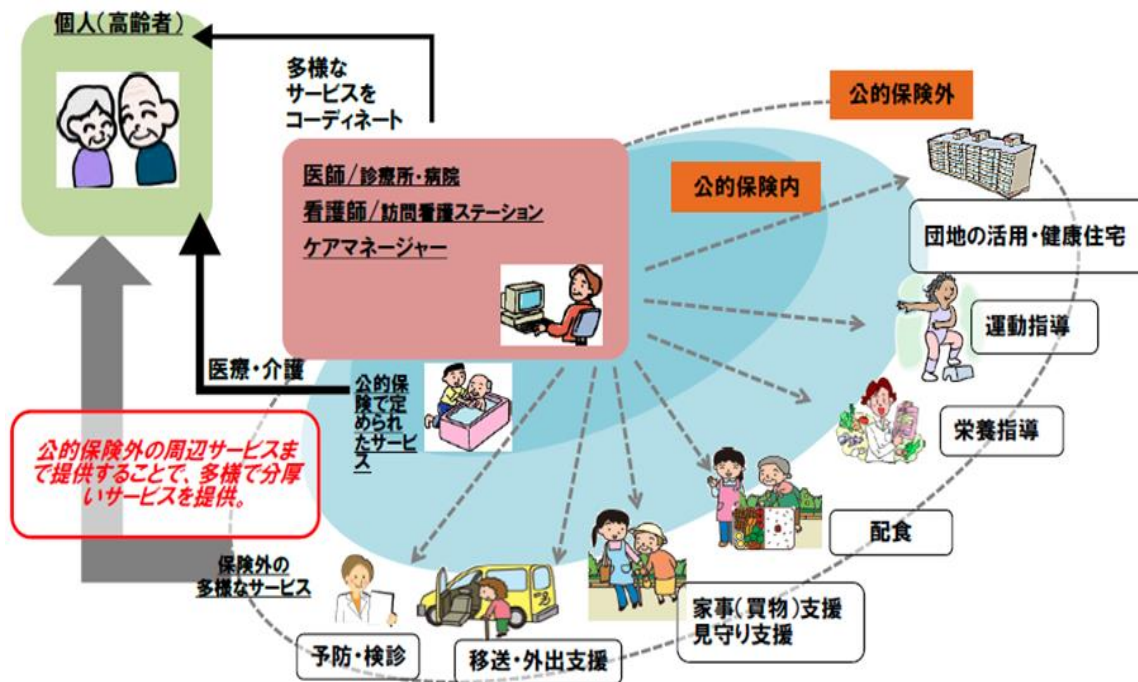 個人(高齢者)
多様な
サービスを
コーディネート
公的保険外
公的保険内
医師/診療所・病院
看護師/訪問看護ステーション
ケアマネージャー
団地の活用・健康住宅
運動指導
医療・介護
公的保
険で定
められ
たサービ
ス
栄養指導
公的保険外の周辺サービスま
で提供することで、多様で分厚
いサービスを提供。
配食
保険外の
多様なサービス
家事(買物)支援
見守り支援
予防・検診
移送・外出支援